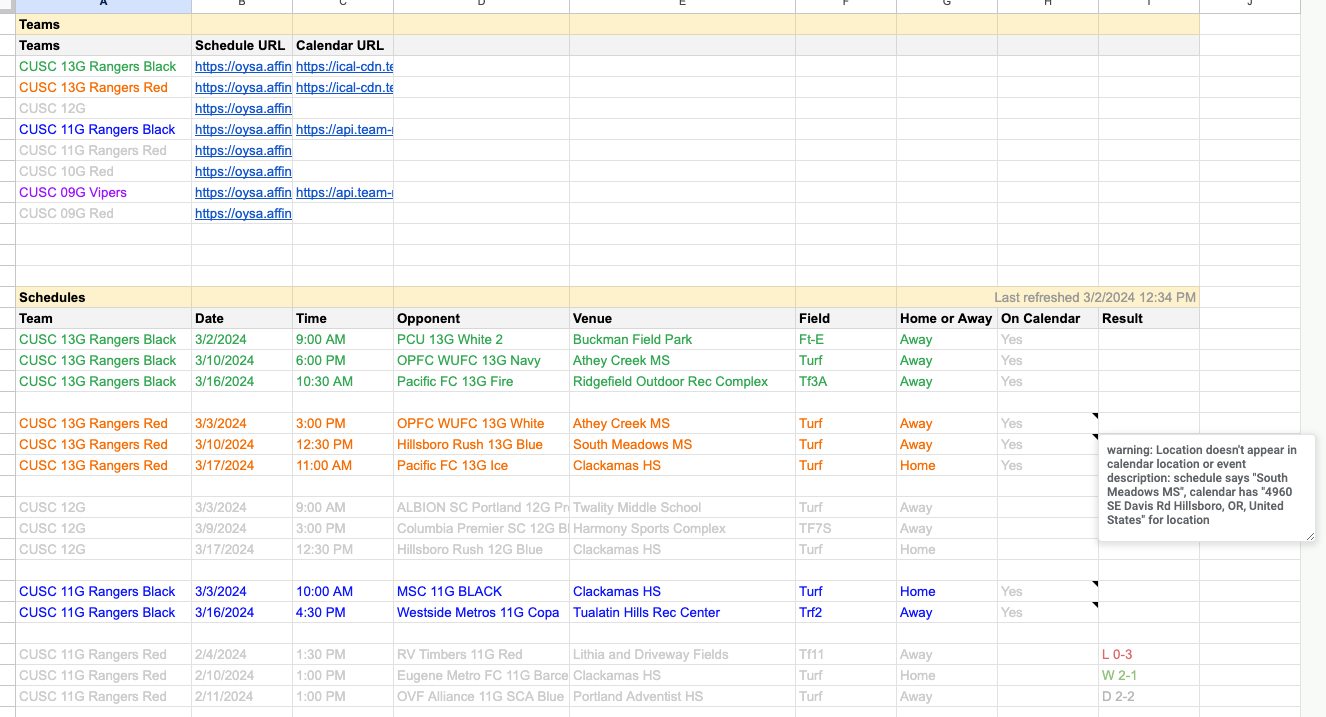 A B C D E F G H I J
Teams
Teams Schedule URL Calendar URL
CUSC 13G Rangers Black https://oysa.affin https://ical-cdn.te
CUSC 13G Rangers Red https://oysa.affin https://ical-cdn.te
CUSC 12G https://oysa.affin
CUSC 11G Rangers Black https://oysa.affin https://api.team-
CUSC 11G Rangers Red https://oysa.affin
CUSC 10G Red https://oysa.affin
CUSC 09G Vipers https://oysa.affin https://api.team-
CUSC 09G Red https://oysa.affin
Schedules Last refreshed 3/2/2024 12:34 PM
Team Date Time Opponent Venue Field Home or Away On Calendar Result
CUSC 13G Rangers Black 3/2/2024 9:00 AM PCU 13G White 2 Buckman Field Park Ft-E Away Yes
CUSC 13G Rangers Black 3/10/2024 6:00 PM OPFC WUFC 13G Navy Athey Creek MS Turf Away Yes
CUSC 13G Rangers Black 3/16/2024 10:30 AM Pacific FC 13G Fire Ridgefield Outdoor Rec Complex Tf3A Away Yes
CUSC 13G Rangers Red 3/3/2024 3:00 PM OPFC WUFC 13G White Athey Creek MS Turf Away Yes
CUSC 13G Rangers Red 3/10/2024 12:30 PM Hillsboro Rush 13G Blue South Meadows MS Turf Away Yes
CUSC 13G Rangers Red 3/17/2024 11:00 AM Pacific FC 13G Ice Clackamas HS Turf Home Yes
warning: Location doesn't appear in
calendar location or event
description: schedule says "South
Meadows MS", calendar has "4960
SE Davis Rd Hillsboro, OR, United
States" for location
CUSC 12G 3/3/2024 9:00 AM ALBION SC Portland 12G Pr Twality Middle School Turf Away
CUSC 12G 3/9/2024 3:00 PM Columbia Premier SC 12G Bl Harmony Sports Complex TF7S Away
CUSC 12G 3/17/2024 12:30 PM Hillsboro Rush 12G Blue Clackamas HS Turf Home
CUSC 11G Rangers Black 3/3/2024 10:00 AM MSC 11G BLACK Clackamas HS Turf Home Yes
CUSC 11G Rangers Black 3/16/2024 4:30 PM Westside Metros 11G Copa Tualatin Hills Rec Center Trf2 Away Yes
CUSC 11G Rangers Red 2/4/2024 1:30 PM RV Timbers 11G Red Lithia and Driveway Fields Tf11 Away L 0-3
CUSC 11G Rangers Red 2/10/2024 1:00 PM Eugene Metro FC 11G Barce Clackamas HS Turf Home W 2-1
CUSC 11G Rangers Red 2/11/2024 1:00 PM OVF Alliance 11G SCA Blue Portland Adventist HS Turf Away D 2-2